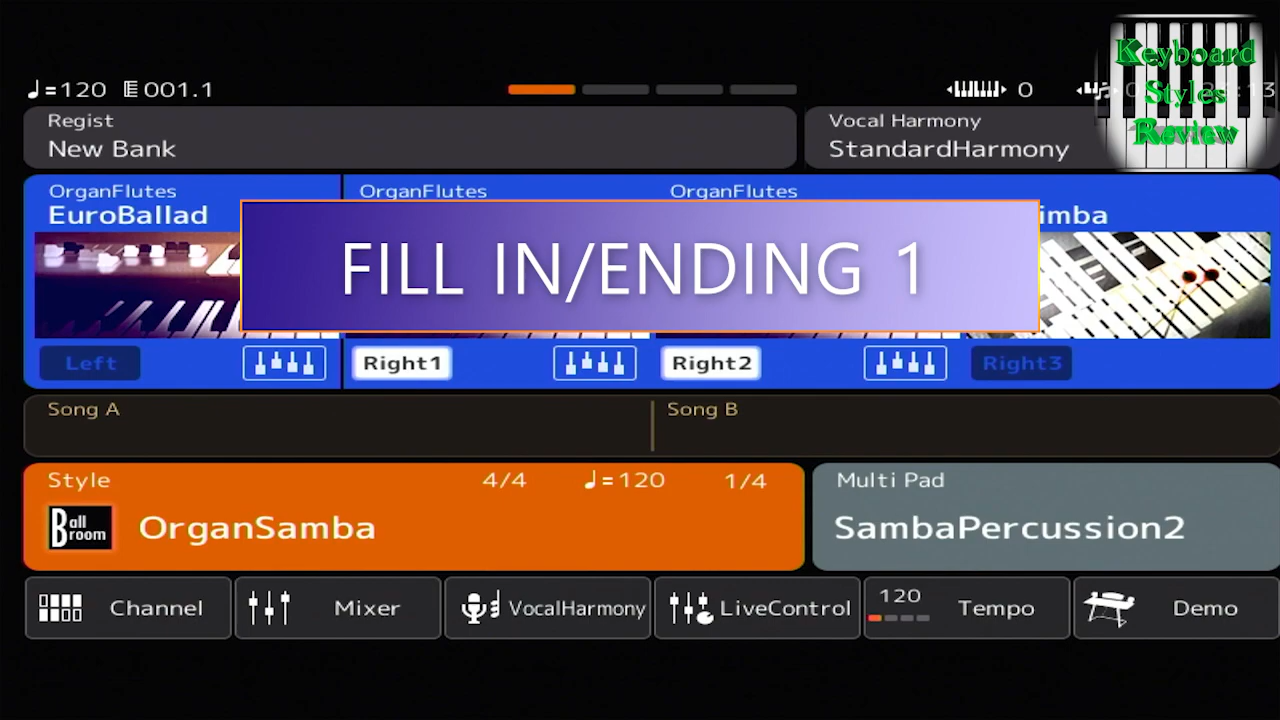 Keyboard
Styles
Review
♩=120 001.1
0
Regist
New Bank
Vocal Harmony
StandardHarmony
OrganFlutes
EuroBallad
OrganFlutes
OrganFlutes
FILL IN/ENDING 1
Left
Right1
Right2
Right3
Song A
Song B
Style
4/4 ♩=120 1/4
Ball
room
OrganSamba
Multi Pad
SambaPercussion2
Channel
Mixer
VocalHarmony
LiveControl
120
Tempo
Demo